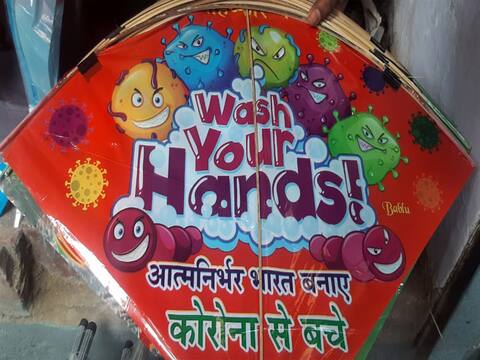 Wash
Your
Hands!
Bablu
आत्मनिर्भर भारत बनाए
कोरोना से बचे